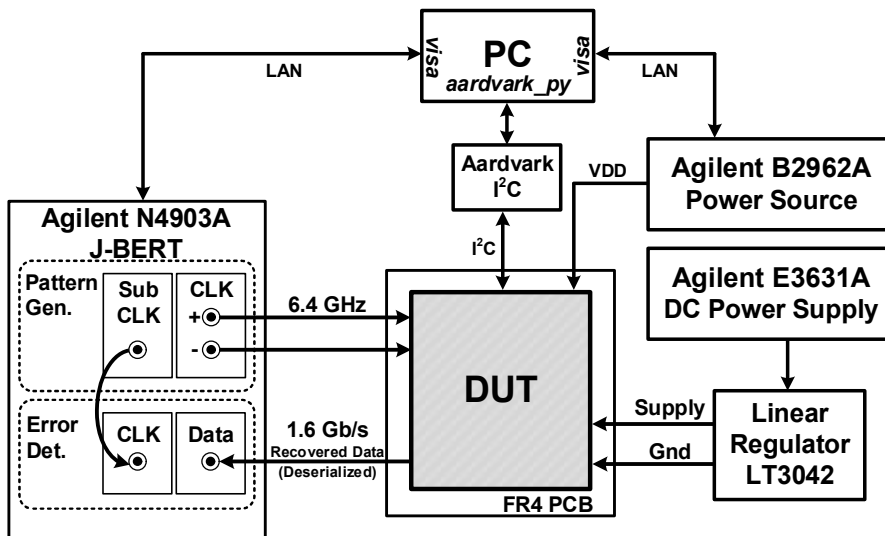 PC
visa
visa
aardvark_py
LAN
LAN
Aardvark
I²C
I²C
VDD
Agilent B2962A
Power Source
Agilent E3631A
DC Power Supply
Linear
Regulator
LT3042
Supply
Gnd
Agilent N4903A
J-BERT
Pattern
Gen.
Sub
CLK
CLK
+
-
6.4 GHz
Error
Det.
CLK
Data
1.6 Gb/s
Recovered Data
(Deserialized)
DUT
FR4 PCB